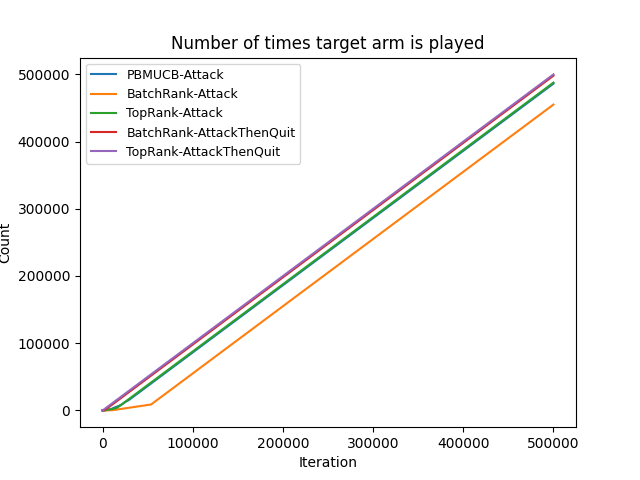 Number of times target arm is played
500000
400000
300000
200000
100000
0
Count
PBMUCB-Attack
BatchRank-Attack
TopRank-Attack
BatchRank-AttackThenQuit
TopRank-AttackThenQuit
0 100000 200000 300000 400000 500000
Iteration